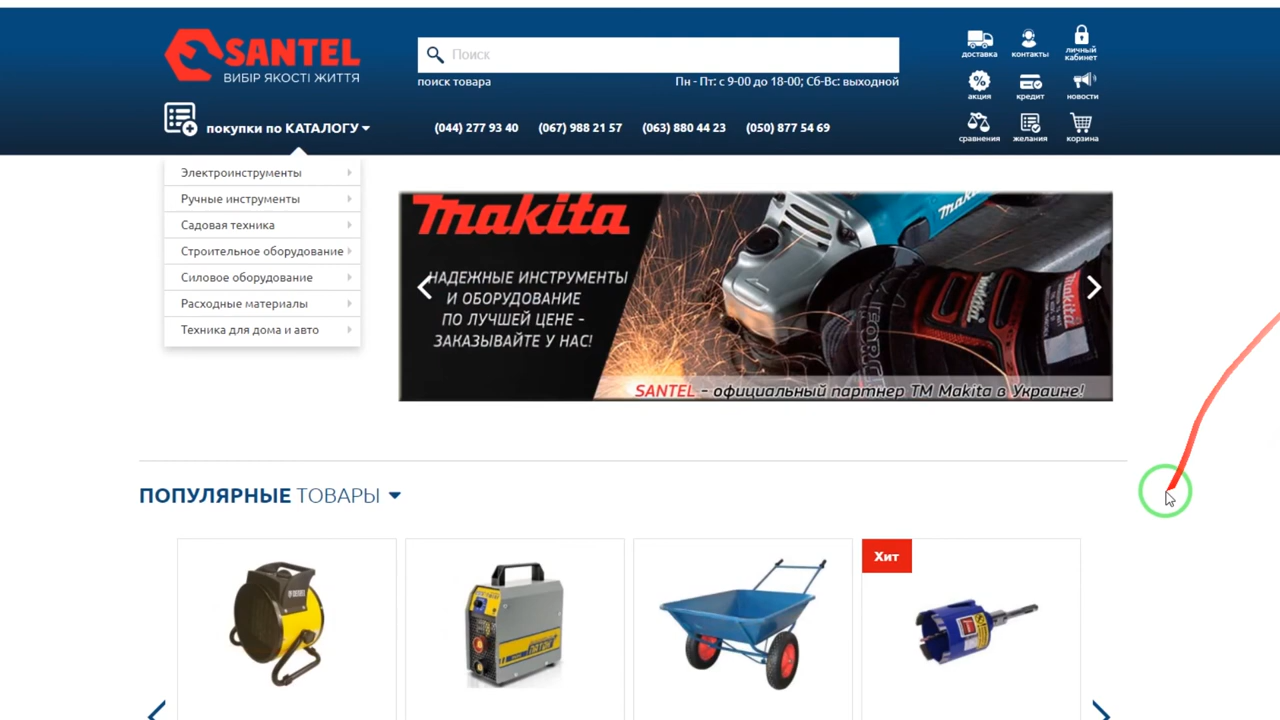 SANTEL
ВИБІР ЯКОСТІ ЖИТТЯ
Поиск
поиск товара
Пн - Пт: с 9-00 до 18-00; Сб-Вс: выходной
доставка
контакты
личный
кабинет
акция
кредит
новости
сравнения
желания
корзина
покупки по КАТАЛОГУ
(044) 277 93 40
(067) 988 21 57
(063) 880 44 23
(050) 877 54 69
Электроинструменты
Ручные инструменты
Садовая техника
Строительное оборудование
Силовое оборудование
Расходные материалы
Техника для дома и авто
makita
НАДЕЖНЫЕ ИНСТРУМЕНТЫ
И ОБОРУДОВАНИЕ
ПО ЛУЧШЕЙ ЦЕНЕ -
ЗАКАЗЫВАЙТЕ У НАС!
SANTEL - официальный партнер ТМ Makita в Украине!
ПОПУЛЯРНЫЕ ТОВАРЫ
Хит